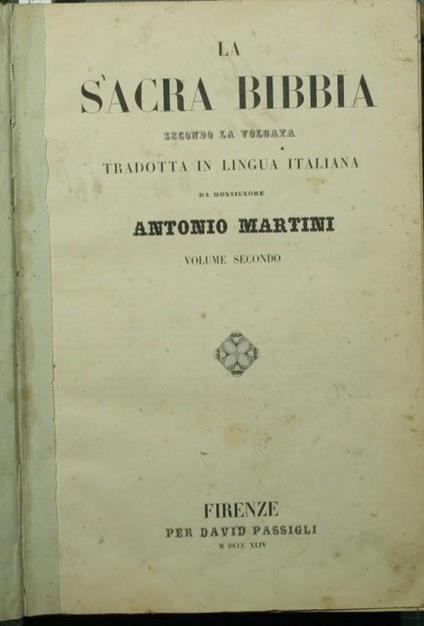 LA
SACRA BIBBIA
SECONDO LA VOLGATA
TRADOTTA IN LINGUA ITALIANA
DA MONSIGNORE
ANTONIO MARTINI
VOLUME SECONDO
FIRENZE
PER DAVID PASSIGLI
M DCCC XLIV